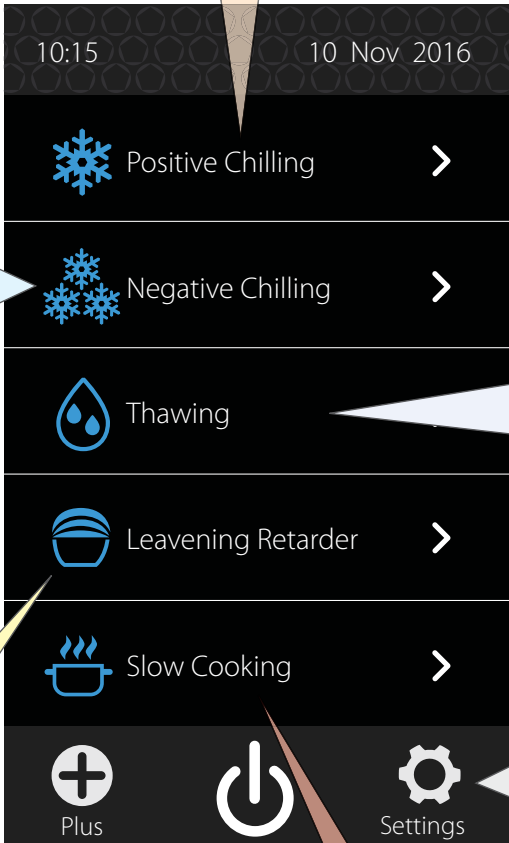 10:15 10 Nov 2016
Positive Chilling
Negative Chilling
Thawing
Leavening Retarder
Slow Cooking
Plus Settings